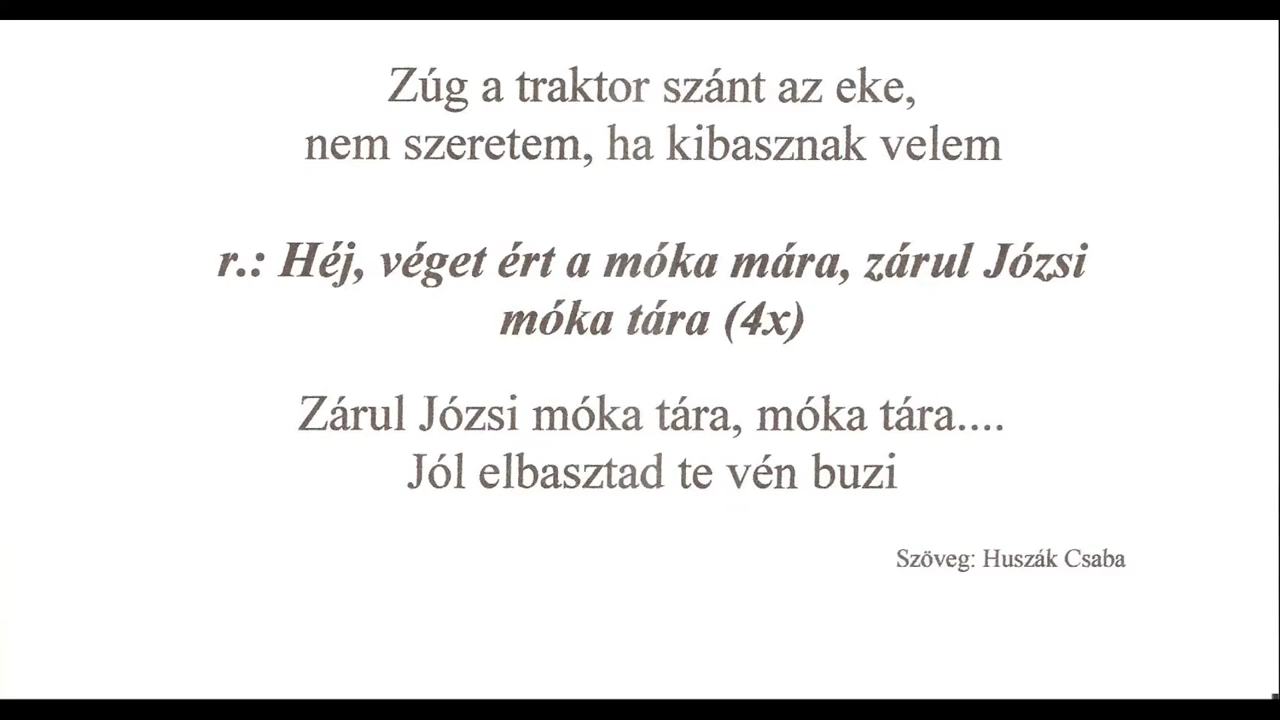 Zúg a traktor szánt az eke,
nem szeretem, ha kibasznak velem
r.: Héj, véget ért a móka mára, zárul Józsi
móka tára (4x)
Zárul Józsi móka tára, móka tára....
Jól elbasztad te vén buzi
Szöveg: Huszák Csaba